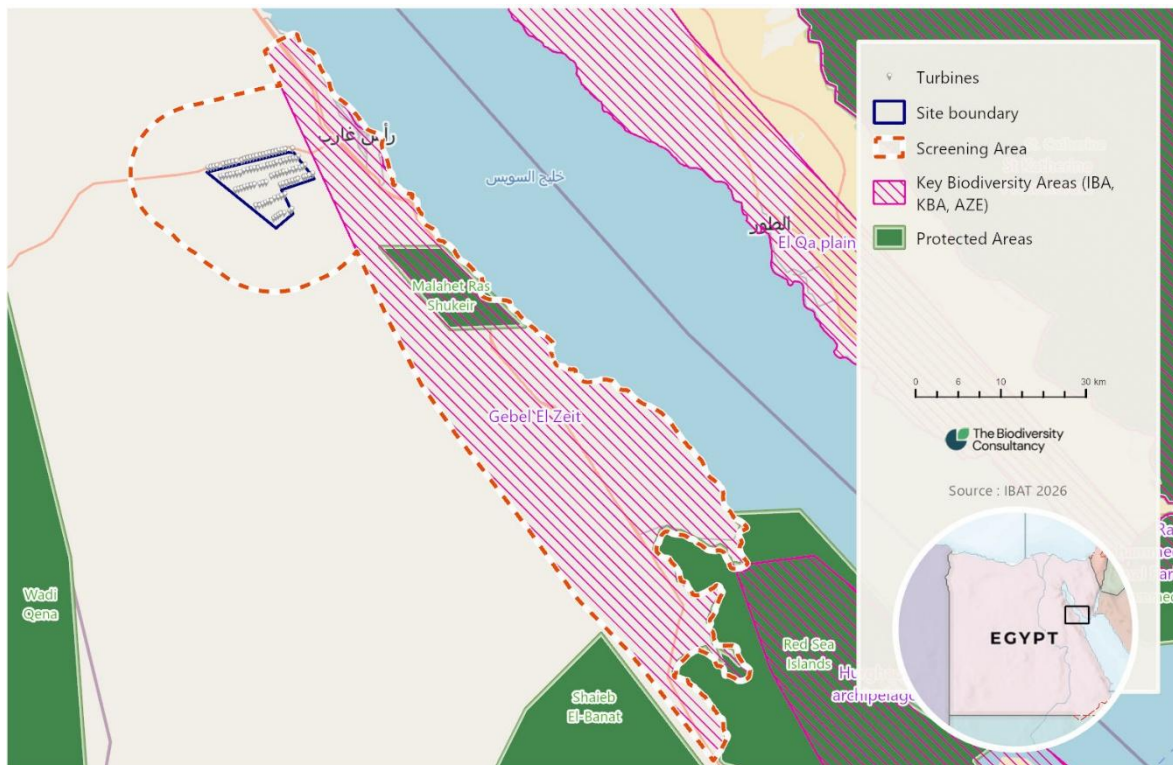 رأس غارب
خليج السويس
الطور
El Qa plain
Malahet Ras
Shukeir
Gebel El Zeit
Wadi
Qena
Shaieb
El-Banat
Red Sea
Islands
archipelago
Turbines
Site boundary
Screening Area
Key Biodiversity Areas (IBA,
KBA, AZE)
Protected Areas
0 6 10 30 km
The Biodiversity
Consultancy
Source : IBAT 2026
EGYPT